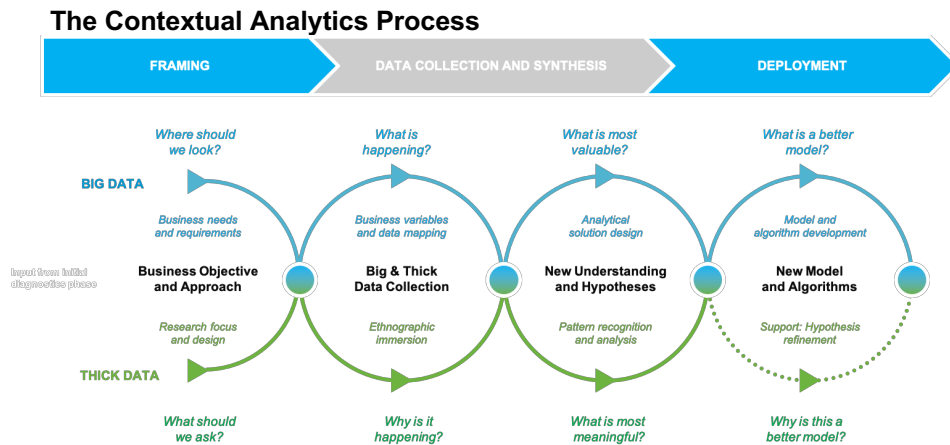 The Contextual Analytics Process
FRAMING
DATA COLLECTION AND SYNTHESIS
DEPLOYMENT
Where should
we look?
What is
happening?
What is most
valuable?
What is a better
model?
BIG DATA
Business needs
and requirements
Business variables
and data mapping
Analytical
solution design
Model and
algorithm development
Input from initial
diagnostics phase
Business Objective
and Approach
Big & Thick
Data Collection
New Understanding
and Hypotheses
New Model
and Algorithms
Research focus
and design
Ethnographic
immersion
Pattern recognition
and analysis
Support: Hypothesis
refinement
THICK DATA
What should
we ask?
Why is it
happening?
What is most
meaningful?
Why is this a
better model?